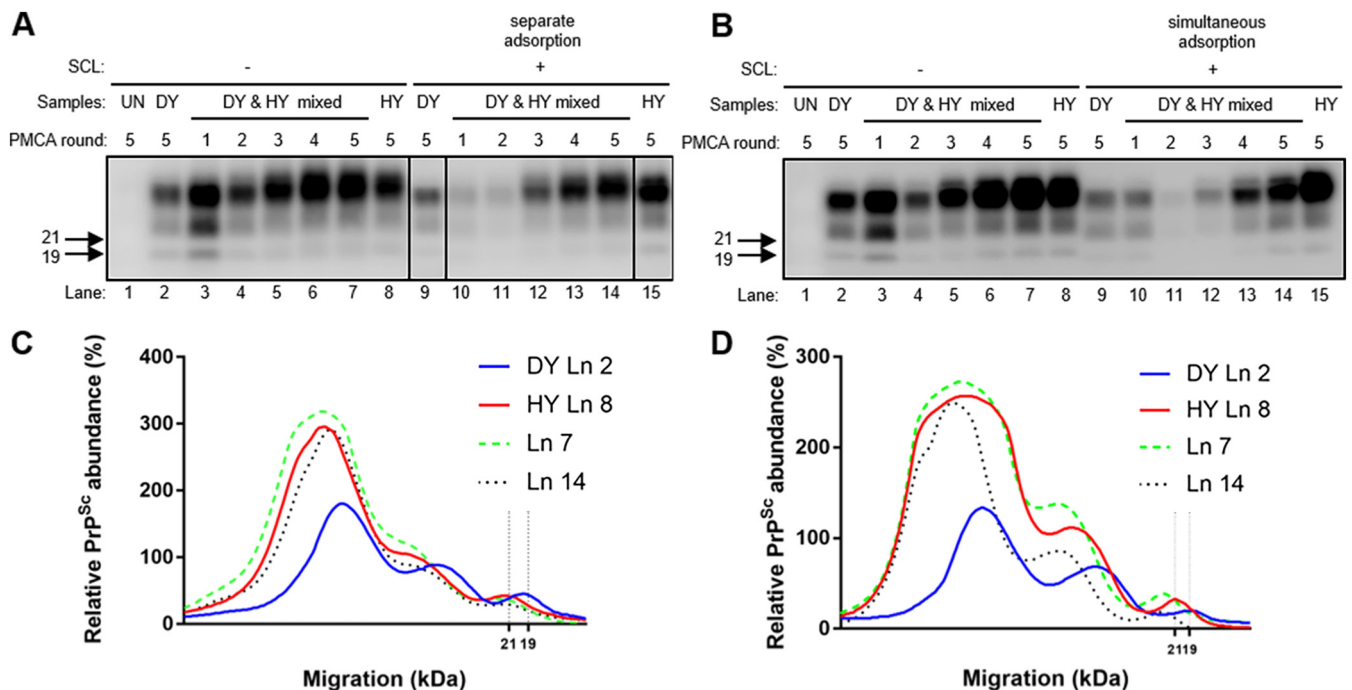 A
separate
adsorption
SCL: - +
Samples: UN DY DY & HY mixed HY DY DY & HY mixed HY
PMCA round: 5 5 1 2 3 4 5 5 5 1 2 3 4 5 5
21
19
Lane: 1 2 3 4 5 6 7 8 9 10 11 12 13 14 15
B
simultaneous
adsorption
SCL: - +
Samples: UN DY DY & HY mixed HY DY DY & HY mixed HY
PMCA round: 5 5 1 2 3 4 5 5 5 1 2 3 4 5 5
21
19
Lane: 1 2 3 4 5 6 7 8 9 10 11 12 13 14 15
C
Relative PrPSc abundance (%)
400
300
200
100
0
DY Ln 2
HY Ln 8
Ln 7
Ln 14
21 19
Migration (kDa)
D
Relative PrPSc abundance (%)
300
200
100
0
DY Ln 2
HY Ln 8
Ln 7
Ln 14
2119
Migration (kDa)